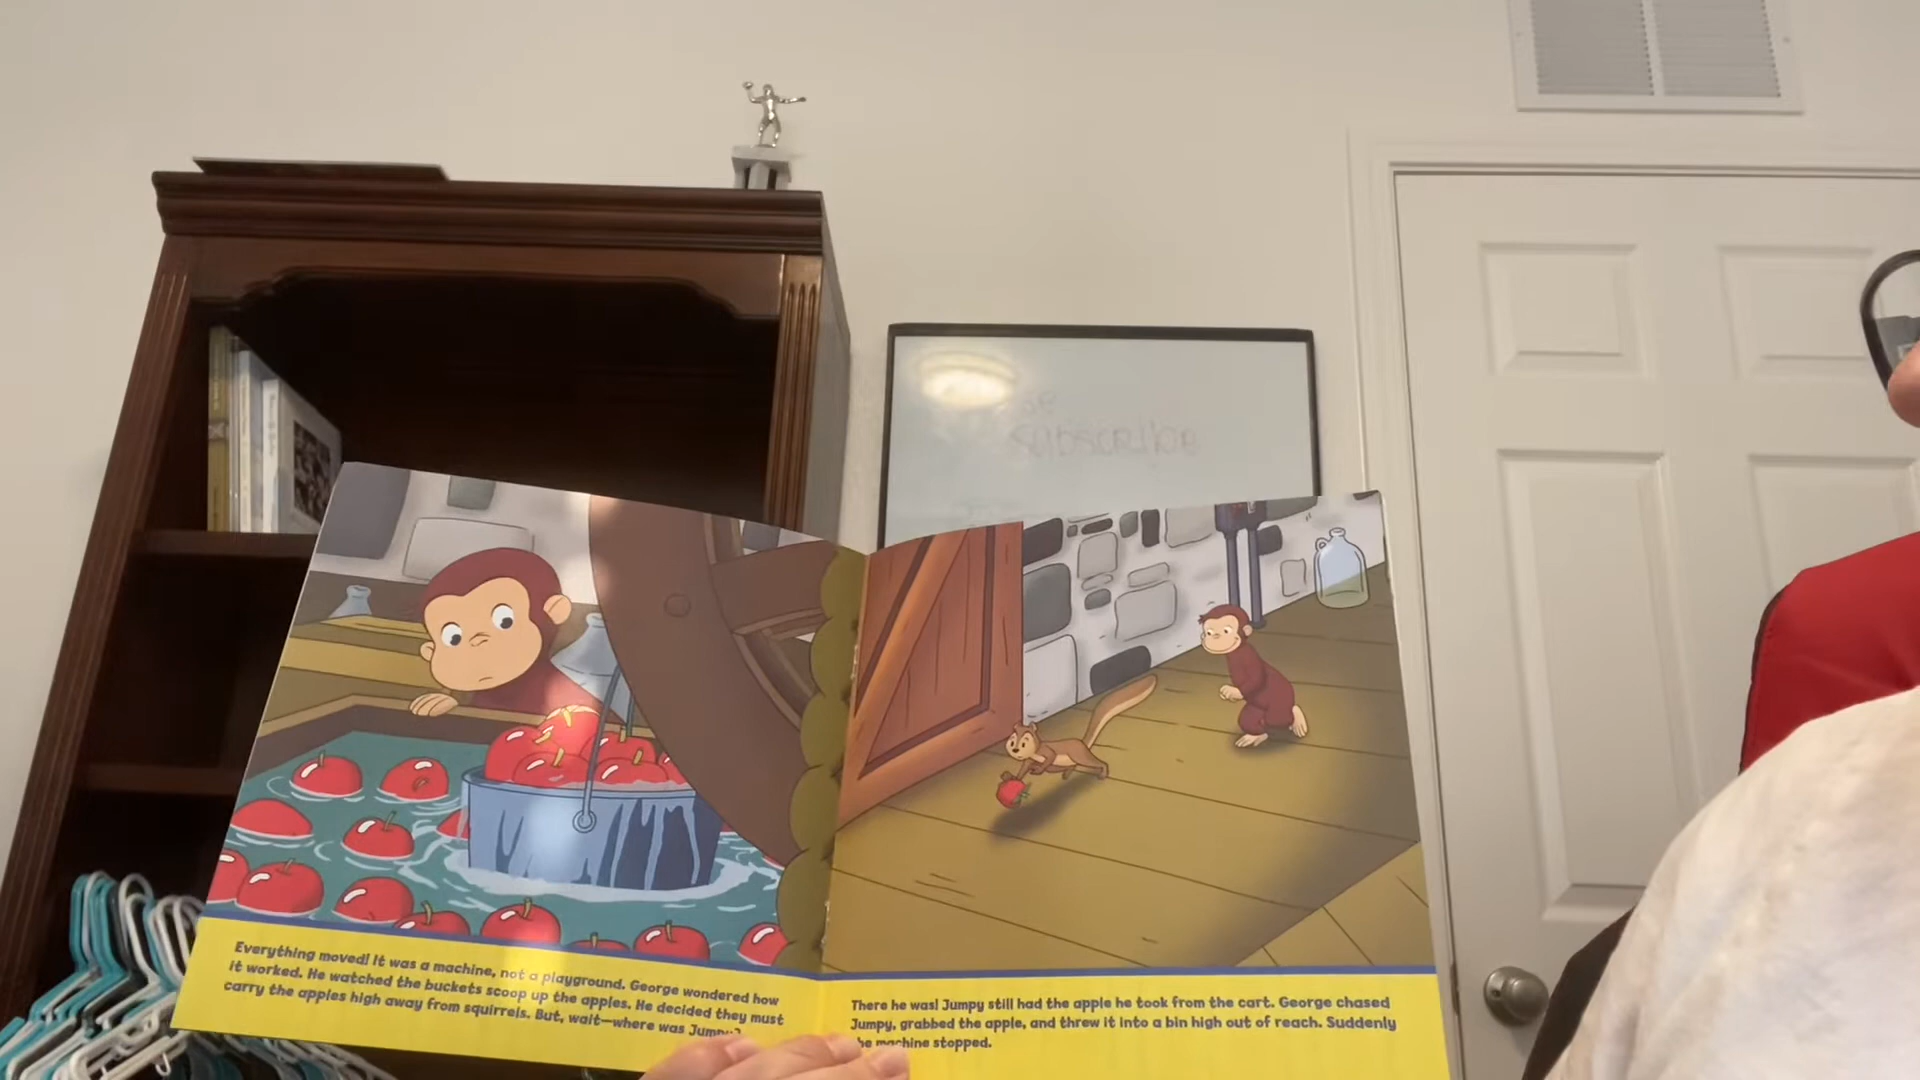 SUBSCRIBE
Everything moved! It was a machine, not a playground. George wondered how
it worked. He watched the buckets scoop up the apples. He decided they must
carry the apples high away from squirrels. But, wait—where was Jumpy?
There he was! Jumpy still had the apple he took from the cart. George chased
Jumpy, grabbed the apple, and threw it into a bin high out of reach. Suddenly
he machine stopped.